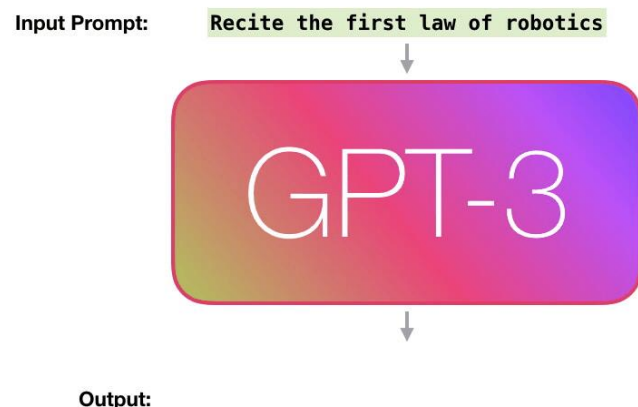 Input Prompt: Recite the first law of robotics
GPT-3
Output: